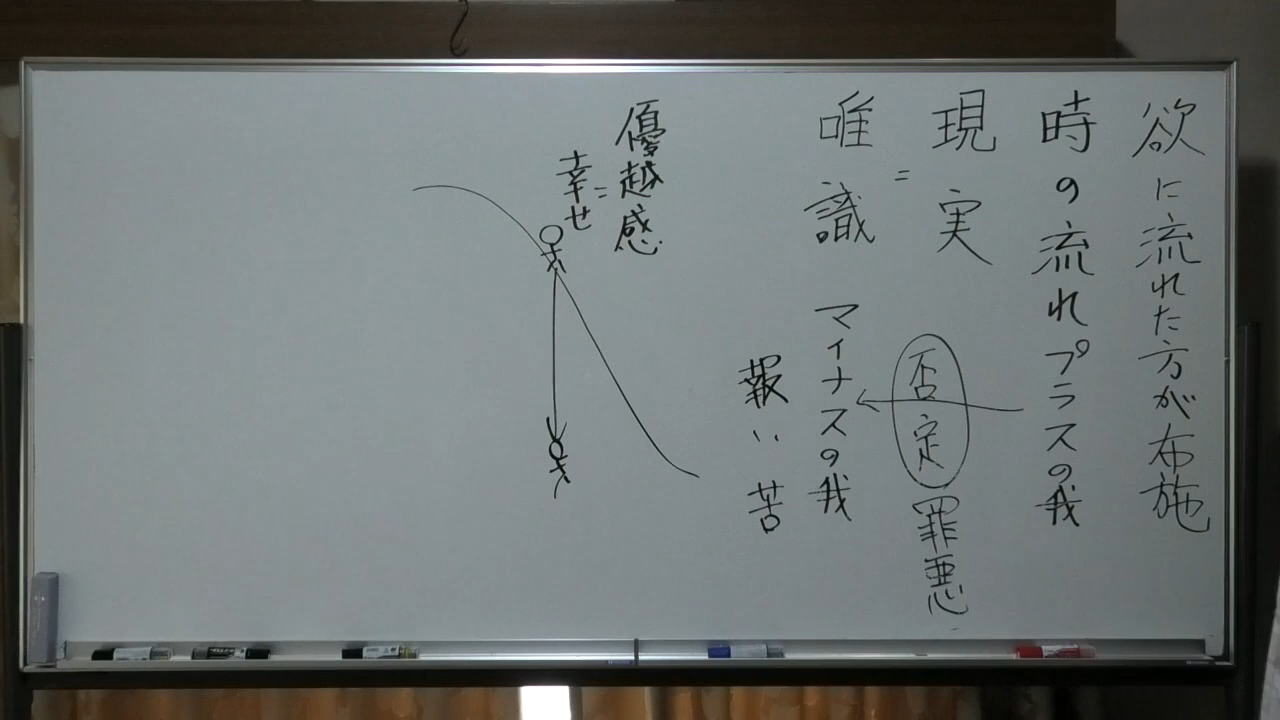 欲に流れた方が布施
時の流れプラスの我
現実
否定
罪悪
=
唯識
マイナスの我
報い 苦
優越感
=
幸せ